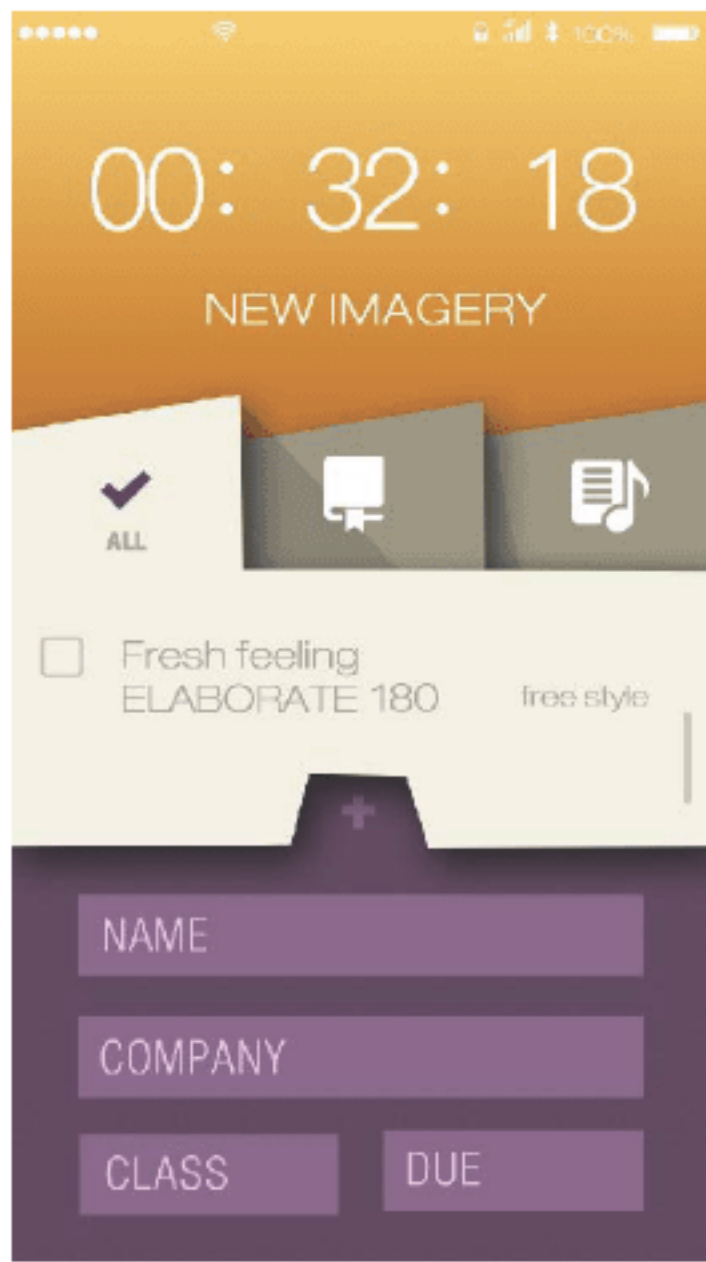 100%
00: 32: 18
NEW IMAGERY
ALL
Fresh feeling
ELABORATE 180 free style
NAME
COMPANY
CLASS DUE